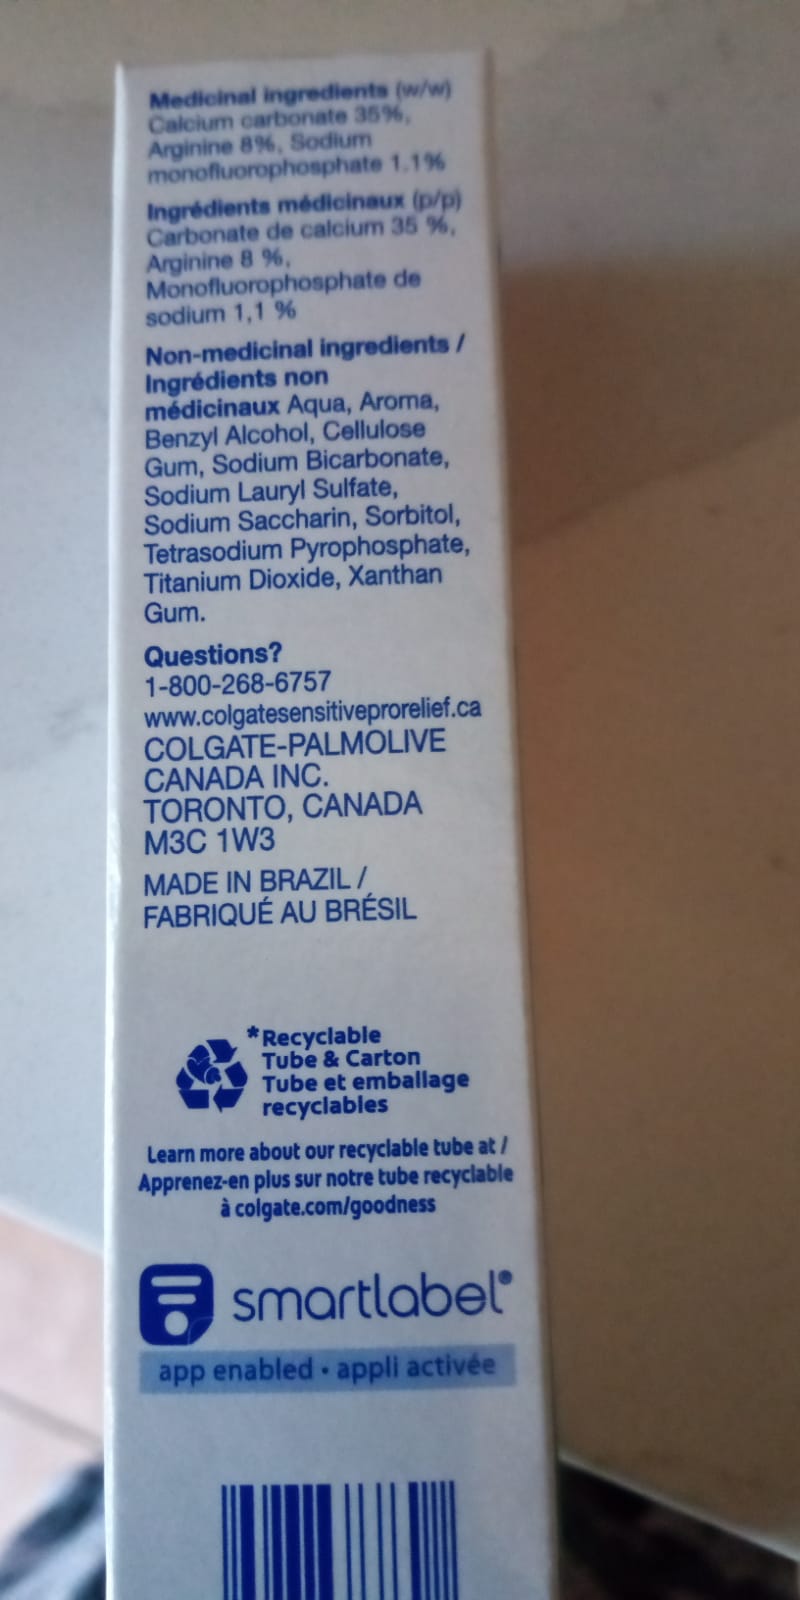 Medicinal ingredients (w/w)
Calcium carbonate 35%,
Arginine 8%, Sodium
monofluorophosphate 1.1%
Ingrédients médicinaux (p/p)
Carbonate de calcium 35 %,
Arginine 8 %,
Monofluorophosphate de
sodium 1,1 %
Non-medicinal ingredients /
Ingrédients non
médicinaux Aqua, Aroma,
Benzyl Alcohol, Cellulose
Gum, Sodium Bicarbonate,
Sodium Lauryl Sulfate,
Sodium Saccharin, Sorbitol,
Tetrasodium Pyrophosphate,
Titanium Dioxide, Xanthan
Gum.
Questions?
1-800-268-6757
www.colgatesensitiveprorelief.ca
COLGATE-PALMOLIVE
CANADA INC.
TORONTO, CANADA
M3C 1W3
MADE IN BRAZIL /
FABRIQUÉ AU BRÉSIL
*Recyclable
Tube & Carton
Tube et emballage
recyclables
Learn more about our recyclable tube at /
Apprenez-en plus sur notre tube recyclable
à colgate.com/goodness
smartlabel®
app enabled • appli activée